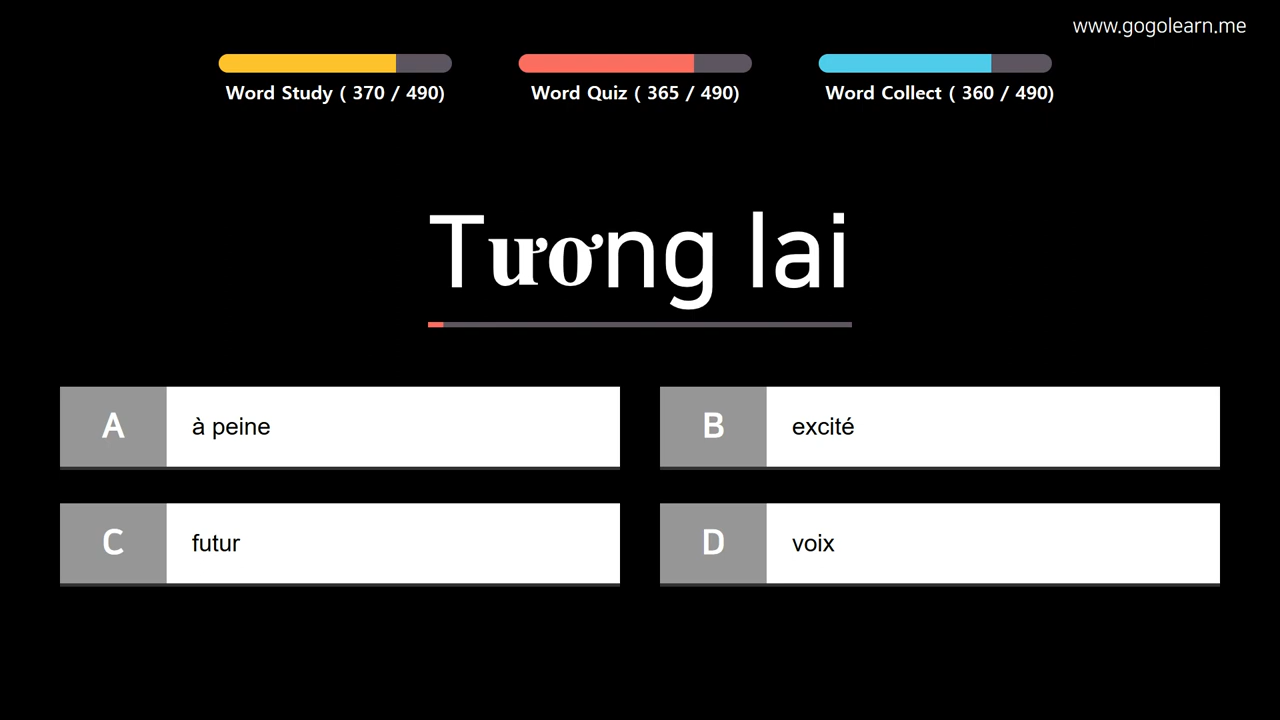 www.gogolearn.me
Word Study ( 370 / 490)
Word Quiz ( 365 / 490)
Word Collect ( 360 / 490)
Tương lai
A à peine
B excité
C futur
D voix